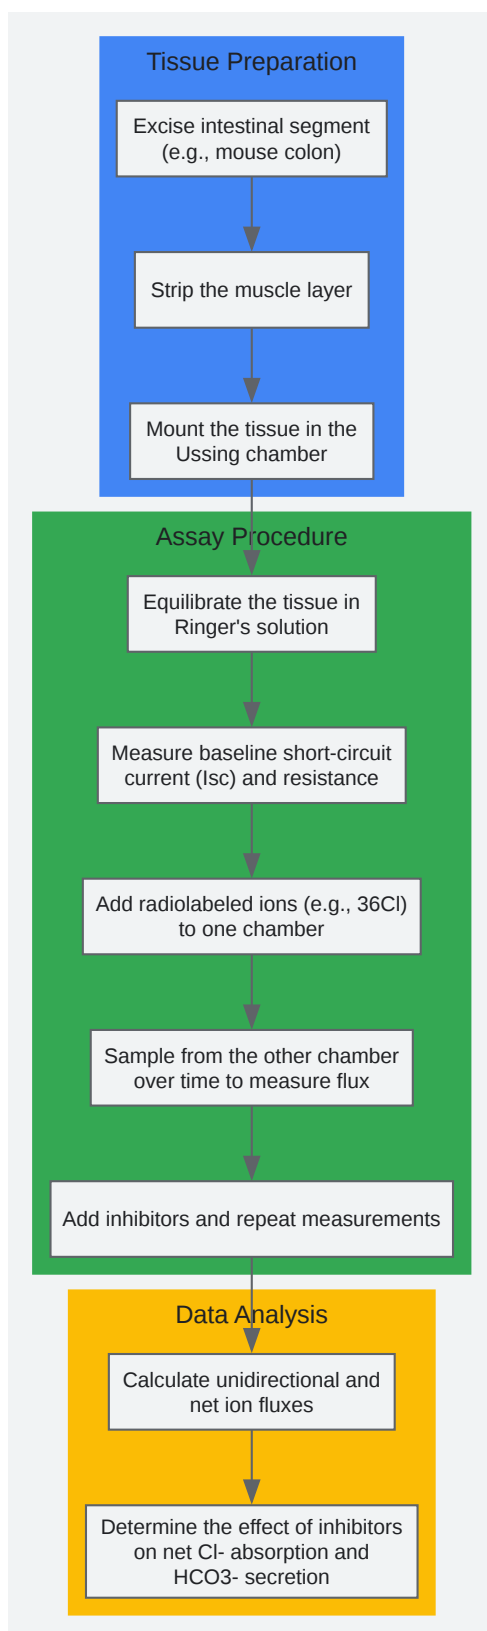 Tissue Preparation
Excise intestinal segment
(e.g., mouse colon)
Strip the muscle layer
Mount the tissue in the
Ussing chamber
Assay Procedure
Equilibrate the tissue in
Ringer's solution
Measure baseline short-circuit
current (Isc) and resistance
Add radiolabeled ions (e.g., 36Cl)
to one chamber
Sample from the other chamber
over time to measure flux
Add inhibitors and repeat measurements
Data Analysis
Calculate unidirectional and
net ion fluxes
Determine the effect of inhibitors
on net Cl- absorption and
HCO3- secretion